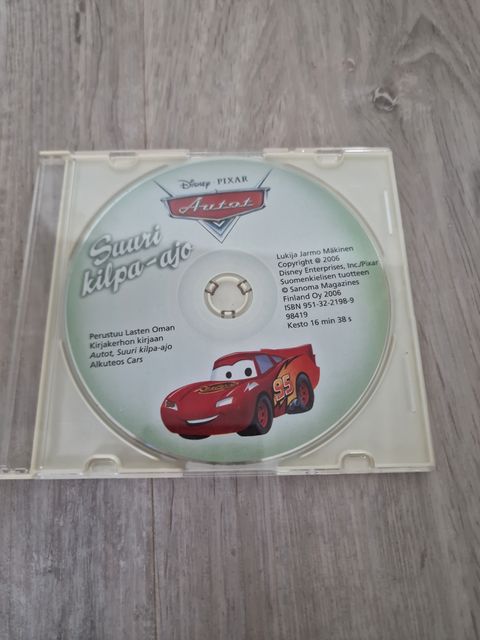 Disney · PIXAR
Autot
Suuri
kilpa-ajo
Lukija Jarmo Mäkinen
Copyright @ 2006
Disney Enterprises, Inc./Pixar
Suomenkielisen tuotteen
© Sanoma Magazines
Finland Oy 2006
ISBN 951-32-2198-9
98419
Kesto 16 min 38 s
Perustuu Lasten Oman
Kirjakerhon kirjaan
Autot, Suuri kilpa-ajo
Alkuteos Cars
95